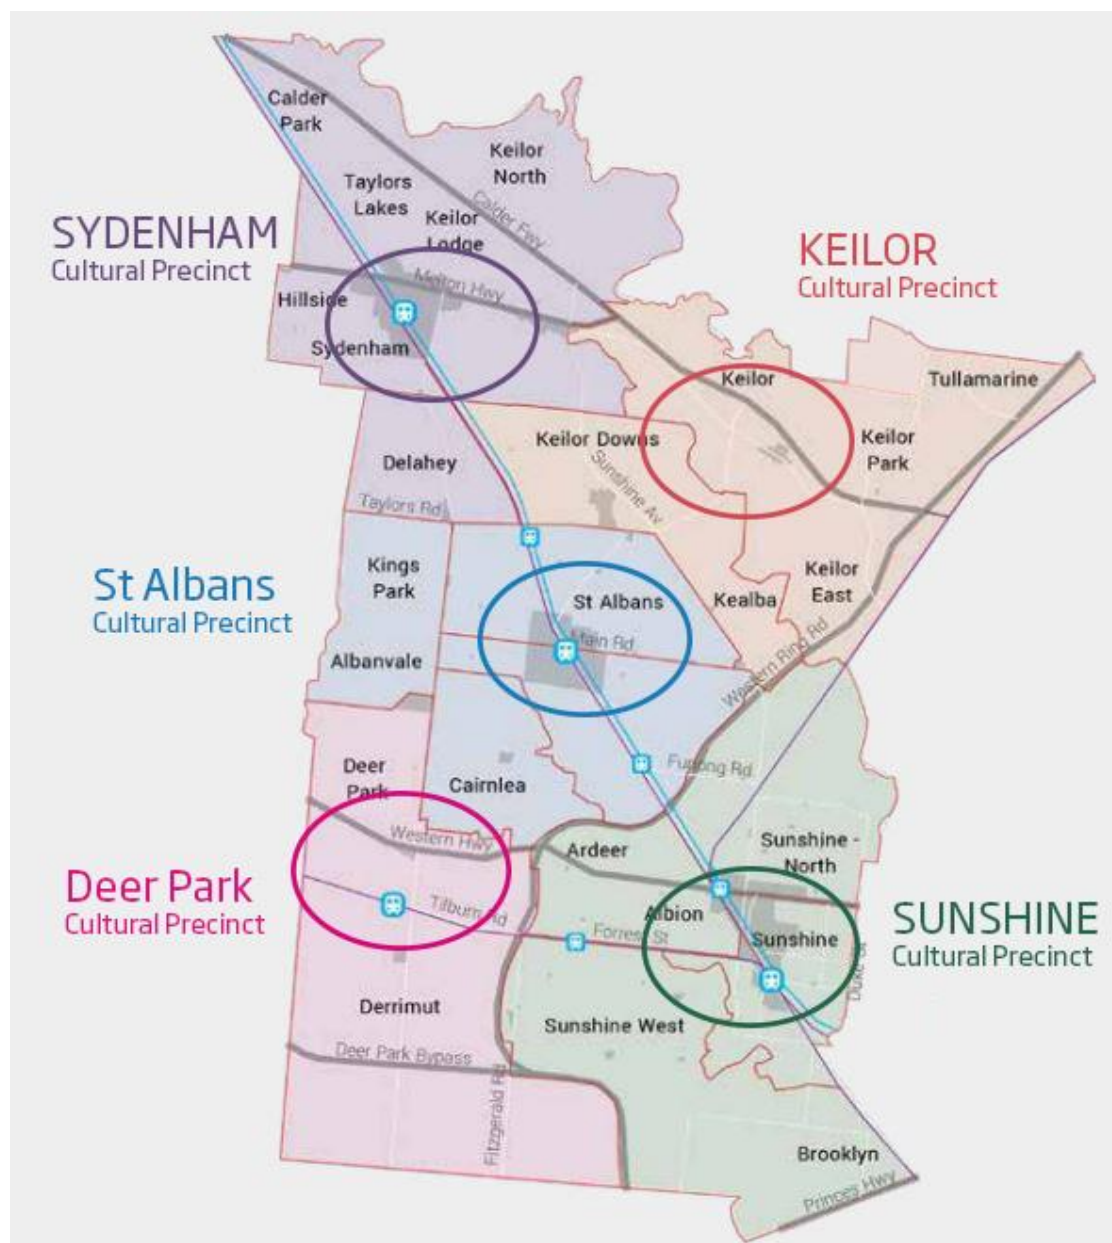 Calder
Park
Keilor
North
Taylors
Lakes
Keilor
Lodge
Calder Fwy
SYDENHAM
Cultural Precinct
KEILOR
Cultural Precinct
Melton Hwy
Hillside
Sydenham
Keilor
Tullamarine
Keilor Downs
Keilor
Park
Delahey
Sunshine Av
Taylors Rd
Kings
Park
Keilor
East
St Albans
Cultural Precinct
St Albans
Kealba
Main Rd
Albanvale
Western Ring Rd
Deer
Park
Cairnlea
Furlong Rd
Western Hwy
Ardeer
Sunshine -
North
Deer Park
Cultural Precinct
Tilburn Rd
Albion
Forrest St
Sunshine
SUNSHINE
Cultural Precinct
Duke St
Derrimut
Sunshine West
Deer Park Bypass
Fitzgerald Rd
Brooklyn
Princes Hwy